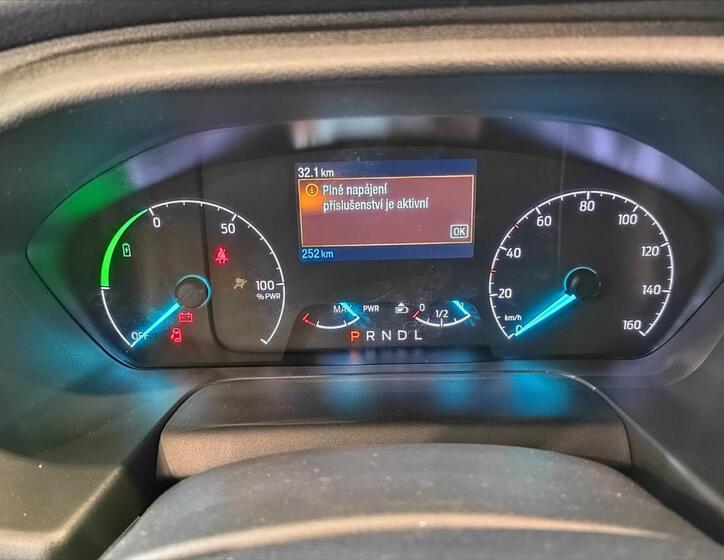 32.1 km
Plné napájení
příslušenství je aktivní
OK
252 km
0
50
100
% PWR
OFF
MAX PWR
0
1/2
P R N D L
0
20
40
60
80
100
120
140
160
km/h